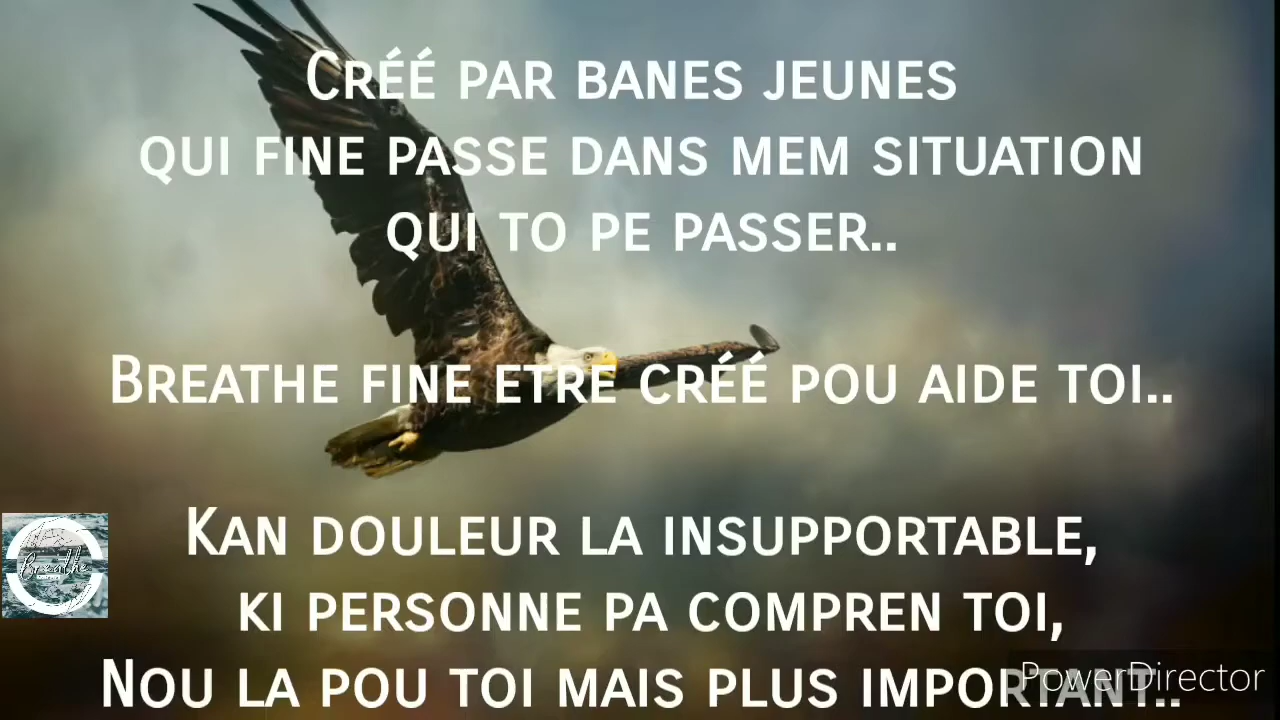 Créé par banes jeunes
qui fine passe dans mem situation
qui to pe passer..
Breathe fine etre créé pou aide toi..
Kan douleur la insupportable,
ki personne pa compren toi,
Nou la pou toi mais plus important..
PowerDirector
Breathe